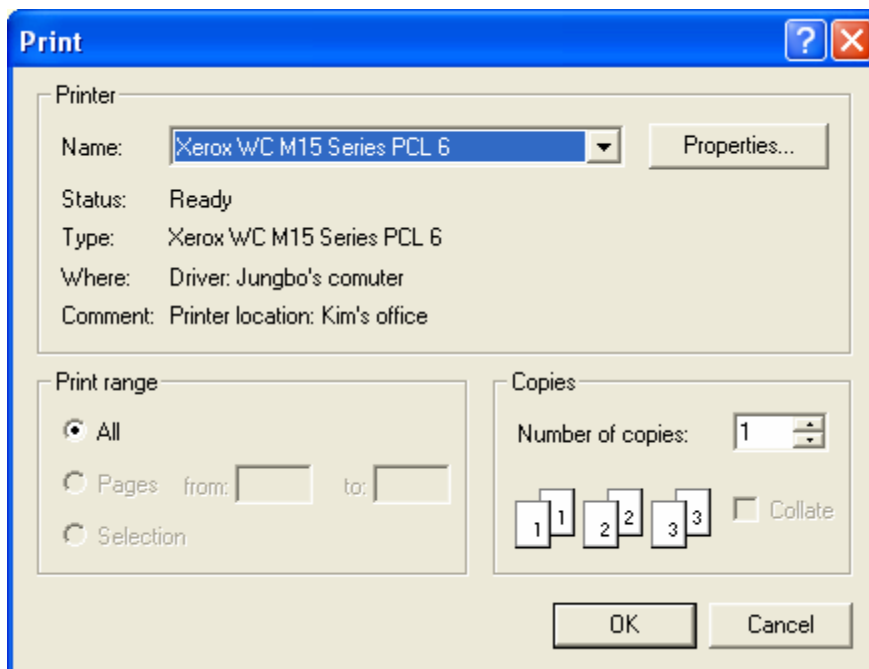 Print
Printer
Name: Xerox WC M15 Series PCL 6 Properties...
Status: Ready
Type: Xerox WC M15 Series PCL 6
Where: Driver: Jungbo's comuter
Comment: Printer location: Kim's office
Print range
All
Pages from: to:
Selection
Copies
Number of copies: 1
1 1 2 2 3 3 Collate
OK Cancel